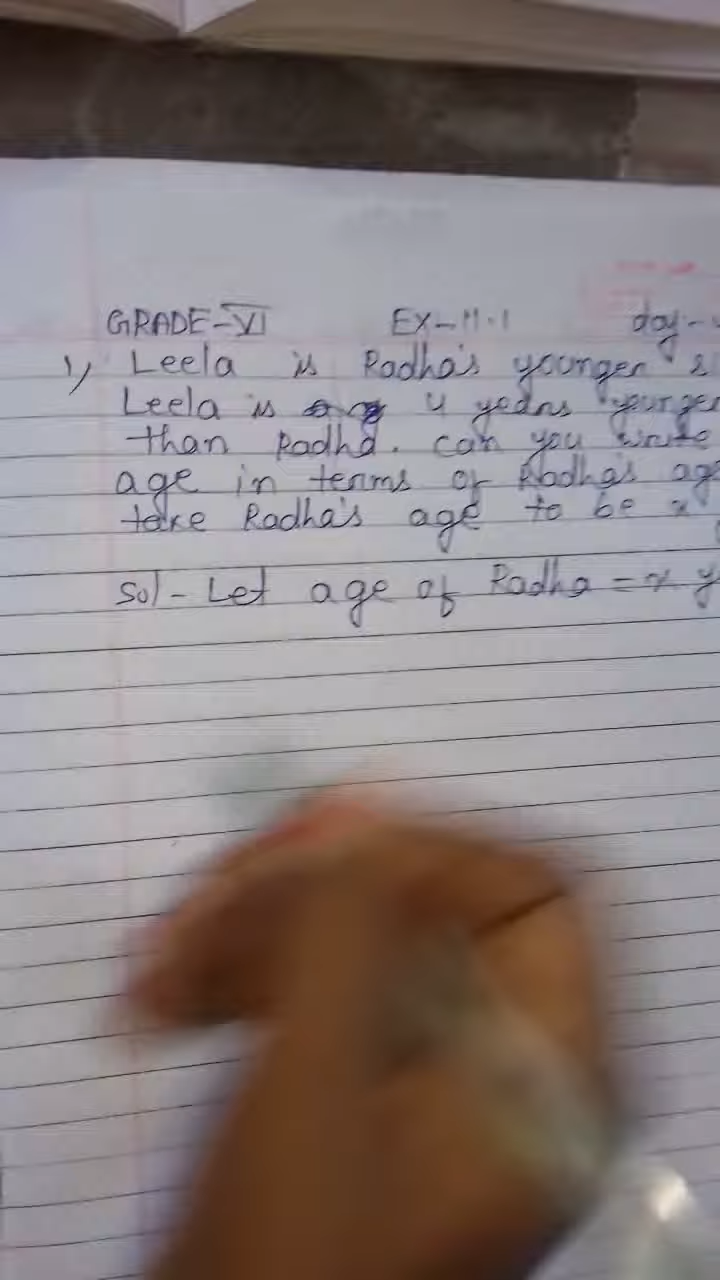 GRADE-VI EX-11.1 day:-
1) Leela is Radha's younger s
Leela is 4 years younger
than Radha. can you write
age in terms of Radha's age
take Radha's age to be x
Sol- Let age of Radha = x y